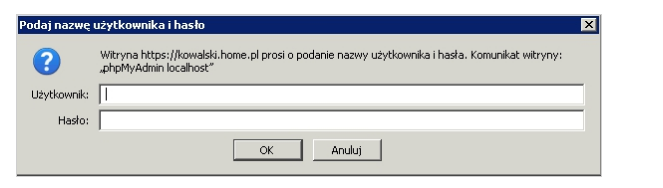 Podaj nazwę użytkownika i hasło
Witryna https://kowalski.home.pl prosi o podanie nazwy użytkownika i hasła. Komunikat witryny:
„phpMyAdmin localhost”
Użytkownik:
Hasło:
OK Anuluj